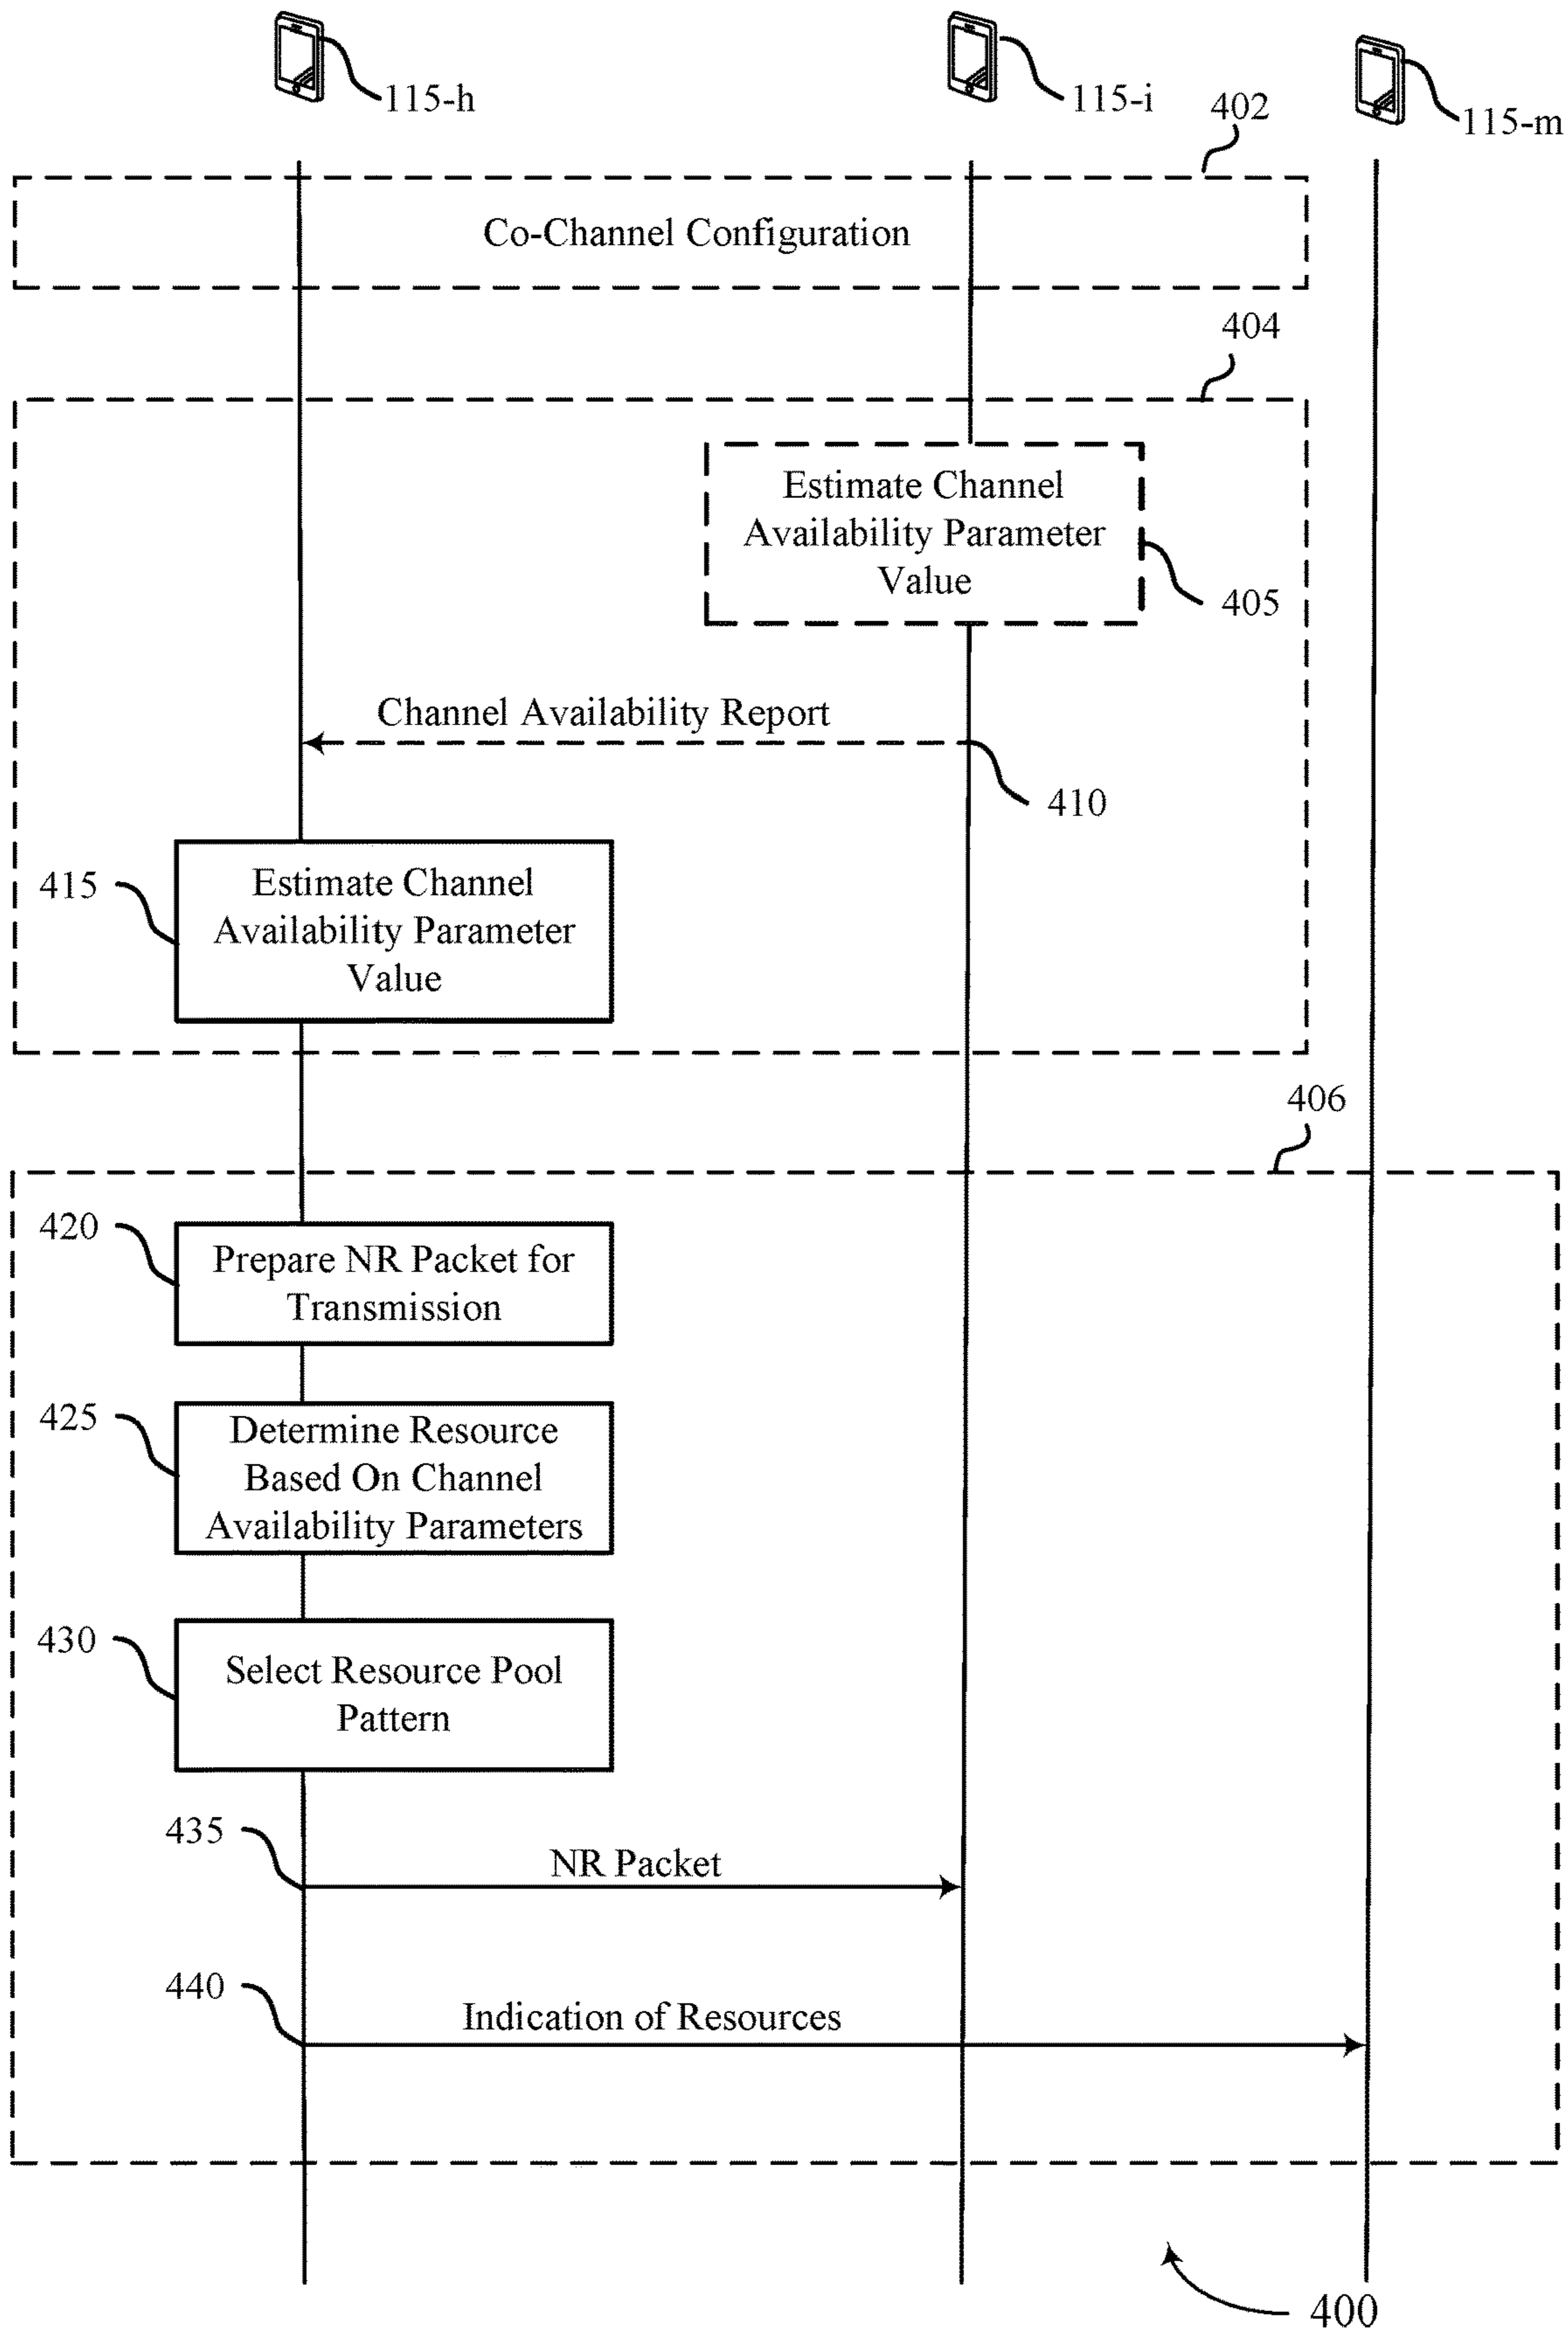 115-h
115-i
115-m
402
Co-Channel Configuration
404
Estimate Channel
Availability Parameter
Value
405
Channel Availability Report
410
415
Estimate Channel
Availability Parameter
Value
406
420
Prepare NR Packet for
Transmission
425
Determine Resource
Based On Channel
Availability Parameters
430
Select Resource Pool
Pattern
435
NR Packet
440
Indication of Resources
400